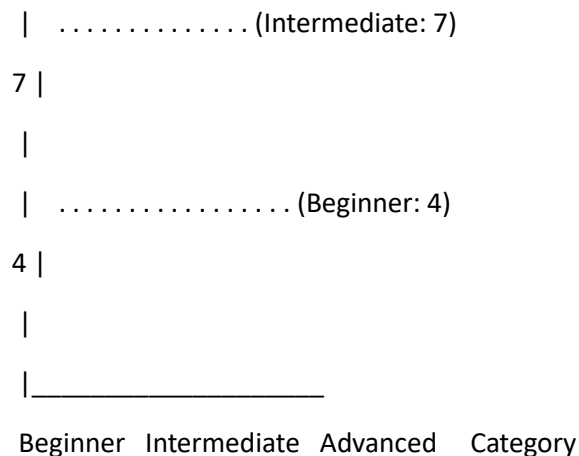 | . . . . . . . . . . . . . . (Intermediate: 7)
7 |
|
| . . . . . . . . . . . . . . . . . (Beginner: 4)
4 |
|
|____________________
Beginner Intermediate Advanced Category